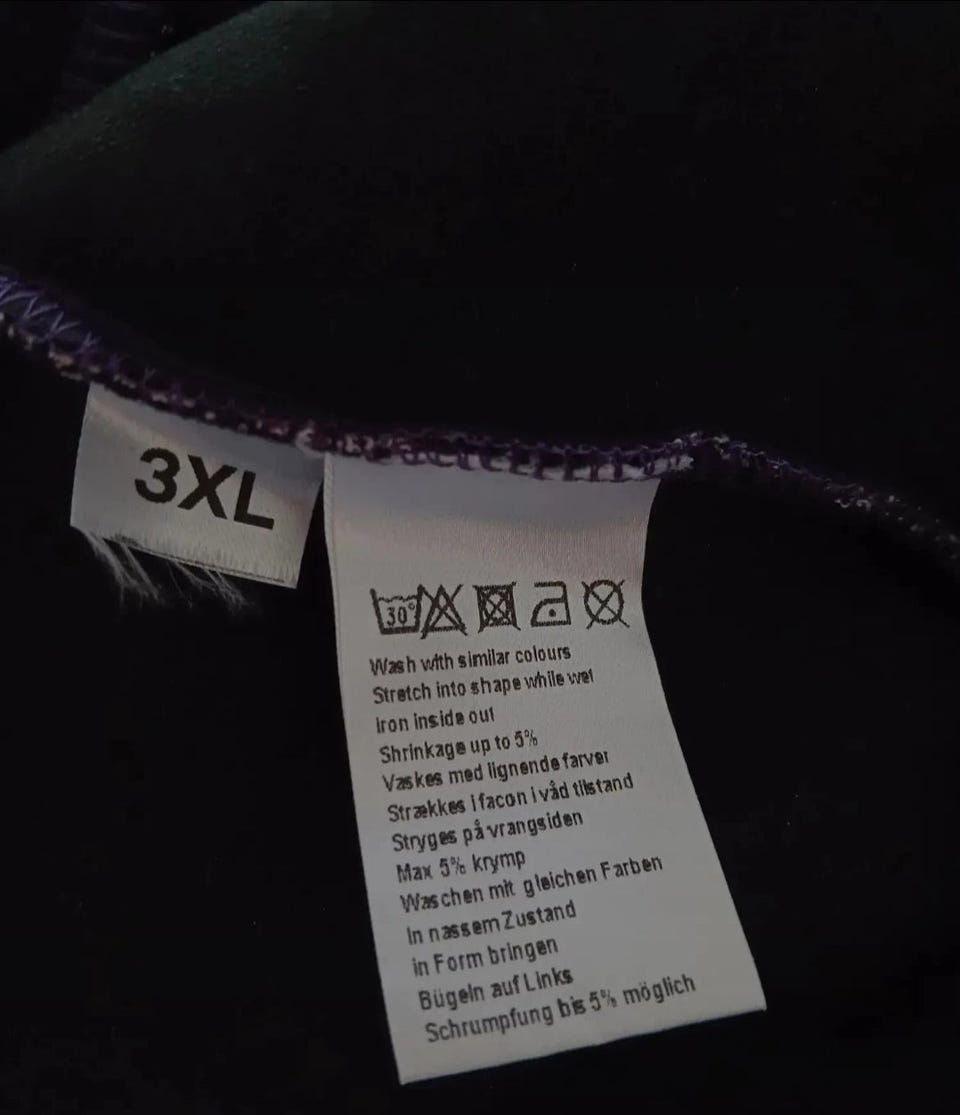 3XL
30°
Wash with similar colours
Stretch into shape while wet
Iron inside out
Shrinkage up to 5%
Vaskes med lignende farver
Strækkes i facon i våd tilstand
Stryges på vrangsiden
Max 5% krymp
Waschen mit gleichen Farben
In nassem Zustand
in Form bringen
Bügeln auf Links
Schrumpfung bis 5% möglich